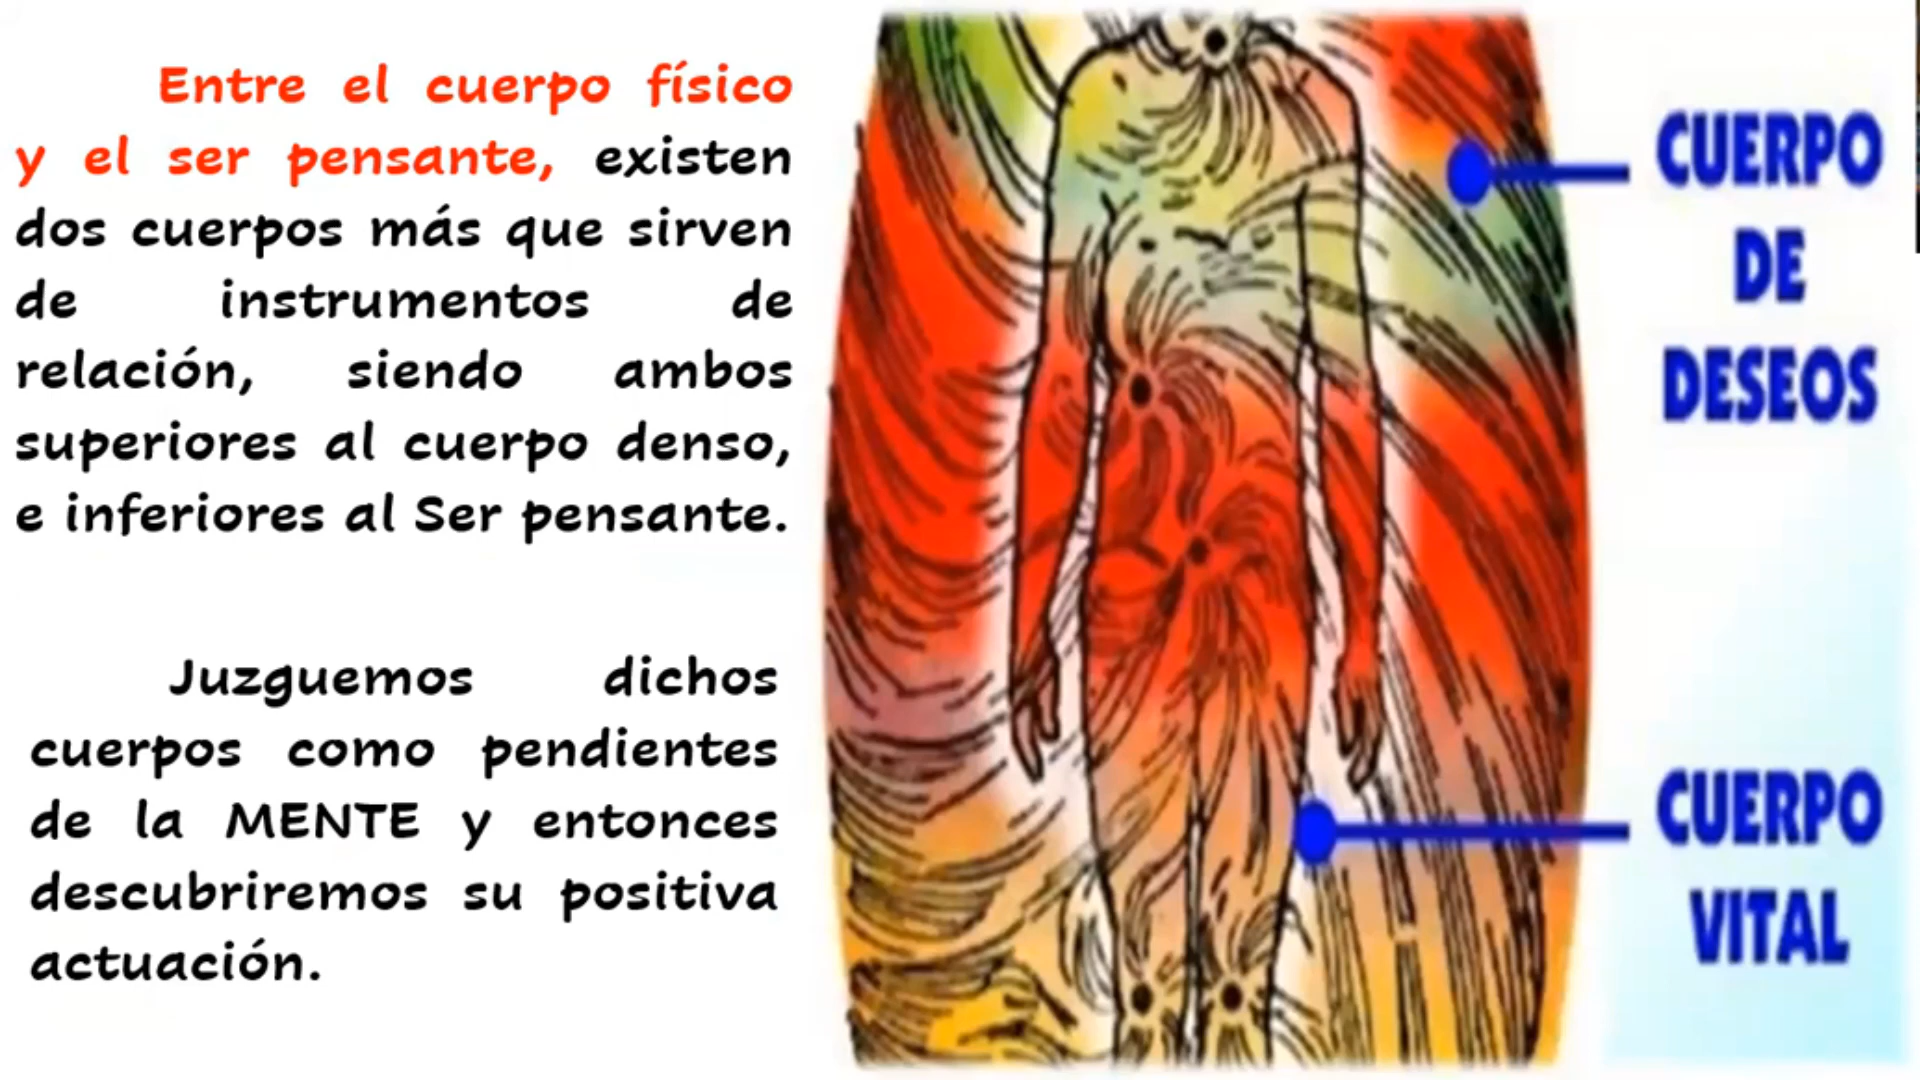 Entre el cuerpo físico
y el ser pensante, existen
dos cuerpos más que sirven
de instrumentos de
relación, siendo ambos
superiores al cuerpo denso,
e inferiores al Ser pensante.
Juzguemos dichos
cuerpos como pendientes
de la MENTE y entonces
descubriremos su positiva
actuación.
CUERPO
DE
DESEOS
CUERPO
VITAL